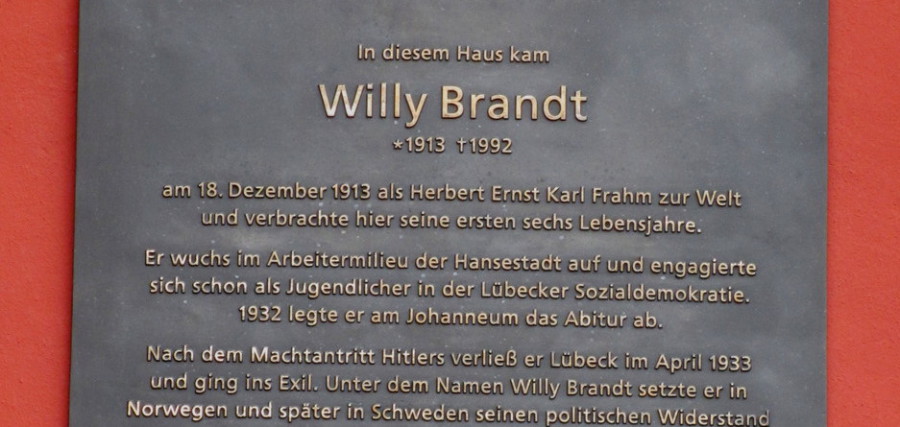 In diesem Haus kam
Willy Brandt
*1913 †1992
am 18. Dezember 1913 als Herbert Ernst Karl Frahm zur Welt
und verbrachte hier seine ersten sechs Lebensjahre.
Er wuchs im Arbeitermilieu der Hansestadt auf und engagierte
sich schon als Jugendlicher in der Lübecker Sozialdemokratie.
1932 legte er am Johanneum das Abitur ab.
Nach dem Machtantritt Hitlers verließ er Lübeck im April 1933
und ging ins Exil. Unter dem Namen Willy Brandt setzte er in
Norwegen und später in Schweden seinen politischen Widerstand